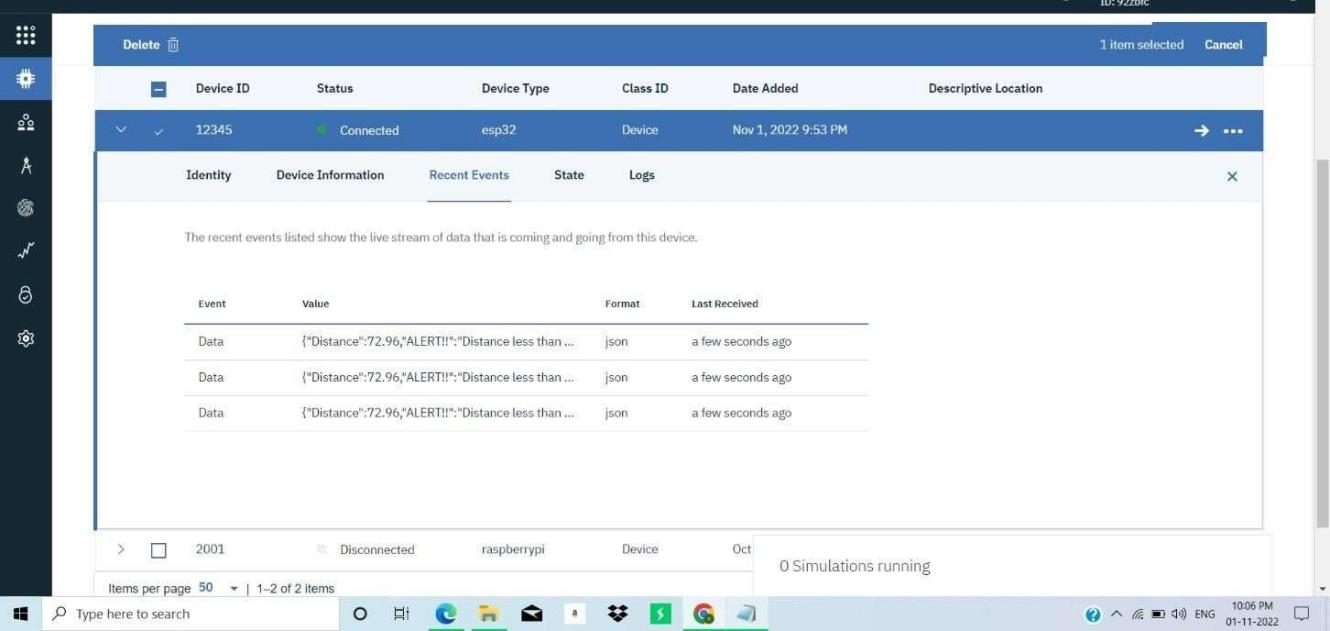 ID: 92zbfc
Delete 1 item selected Cancel
Device ID Status Device Type Class ID Date Added Descriptive Location
12345 Connected esp32 Device Nov 1, 2022 9:53 PM
Identity Device Information Recent Events State Logs
The recent events listed show the live stream of data that is coming and going from this device.
Event Value Format Last Received
Data {"Distance":72.96,"ALERT!!":"Distance less than ... json a few seconds ago
Data {"Distance":72.96,"ALERT!!":"Distance less than ... json a few seconds ago
Data {"Distance":72.96,"ALERT!!":"Distance less than ... json a few seconds ago
2001 Disconnected raspberrypi Device Oct
0 Simulations running
Items per page 50 | 1–2 of 2 items
Type here to search a ENG 10:06 PM
01-11-2022